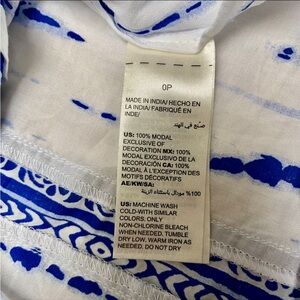 0P
MADE IN INDIA/ HECHO EN
LA INDIA/ FABRIQUÉ EN
INDE/
صنع في الهند
US: 100% MODAL
EXCLUSIVE OF
DECORATION MX: 100%
MODAL EXCLUSIVO DE LA
DECORACIÓN CA: 100%
MODAL À L'EXCEPTION DES
MOTIFS DÉCORATIFS
AE/KW/SA:
100% مودال باستثناء الزينة
US: MACHINE WASH
COLD-WITH SIMILAR
COLORS. ONLY
NON-CHLORINE BLEACH
WHEN NEEDED. TUMBLE
DRY LOW. WARM IRON AS
NEEDED. DO NOT DRY